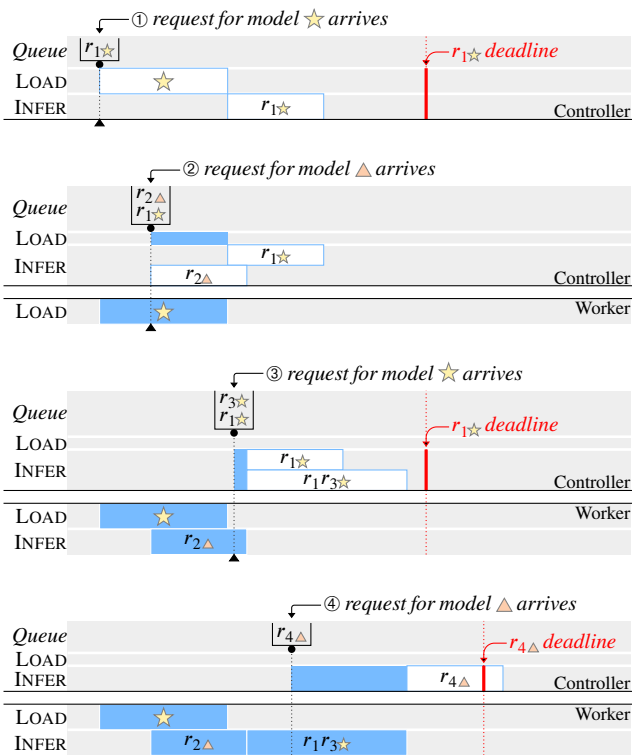 ① request for model arrives
Queue r1
r1 deadline
LOAD
INFER r1 Controller
② request for model arrives
r2
Queue r1
LOAD
INFER r1
r2 Controller
LOAD Worker
③ request for model arrives
r3
Queue r1
r1 deadline
LOAD
INFER r1
r1r3 Controller
LOAD Worker
INFER r2
④ request for model arrives
Queue r4
r4 deadline
LOAD
INFER r4 Controller
LOAD Worker
INFER r2 r1r3